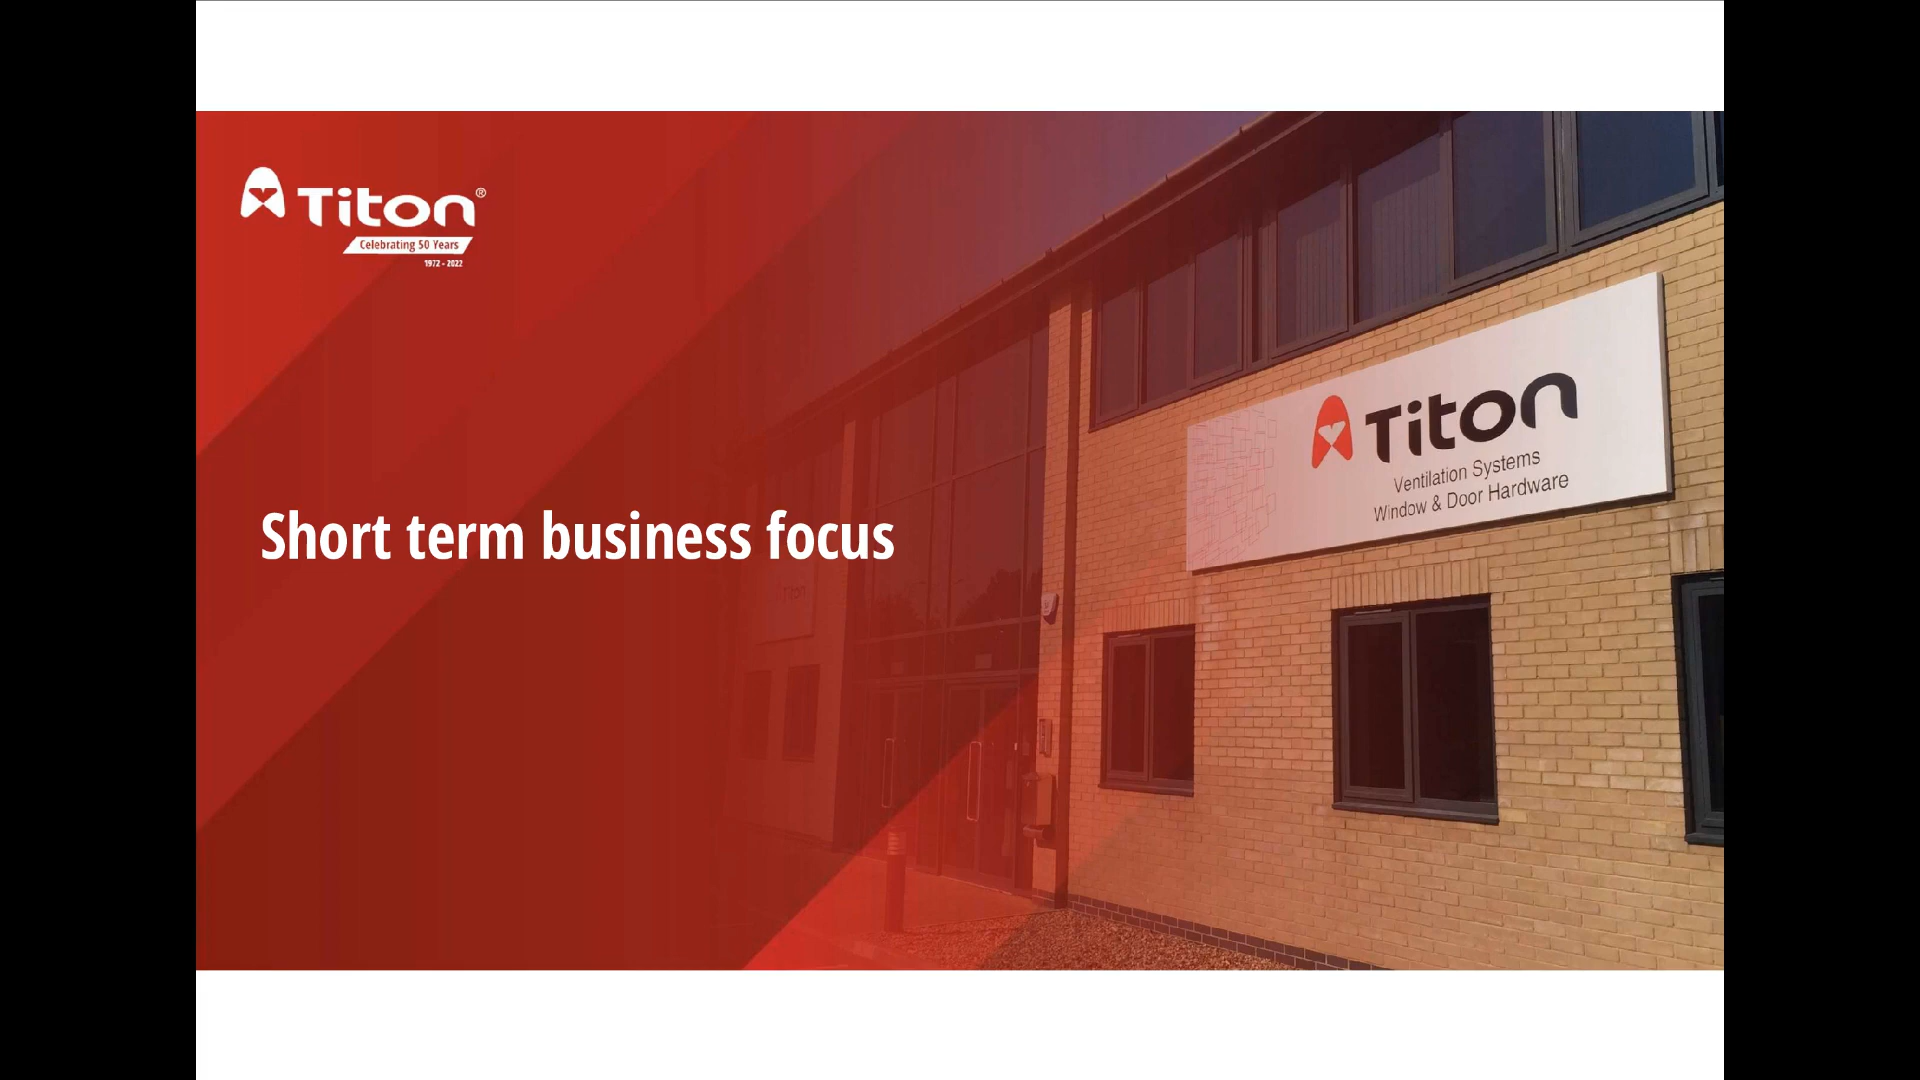 Titon®
Celebrating 50 Years
1972 - 2022
Short term business focus
Titon
Ventilation Systems
Window & Door Hardware